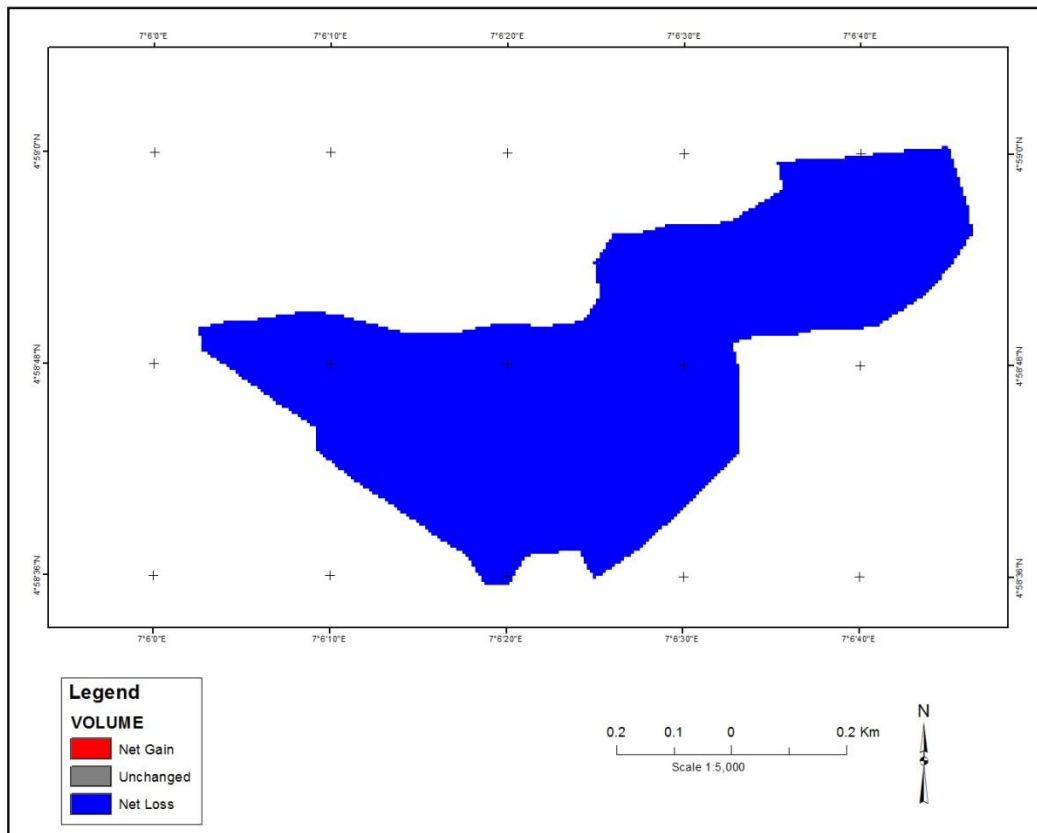 7°6'0"E 7°6'10"E 7°6'20"E 7°6'30"E 7°6'40"E
4°59'0"N 4°59'0"N
4°58'48"N 4°58'48"N
4°58'36"N 4°58'36"N
7°6'0"E 7°6'10"E 7°6'20"E 7°6'30"E 7°6'40"E
Legend
VOLUME
Net Gain
Unchanged
Net Loss
0.2 0.1 0 0.2 Km
Scale 1:5,000
N